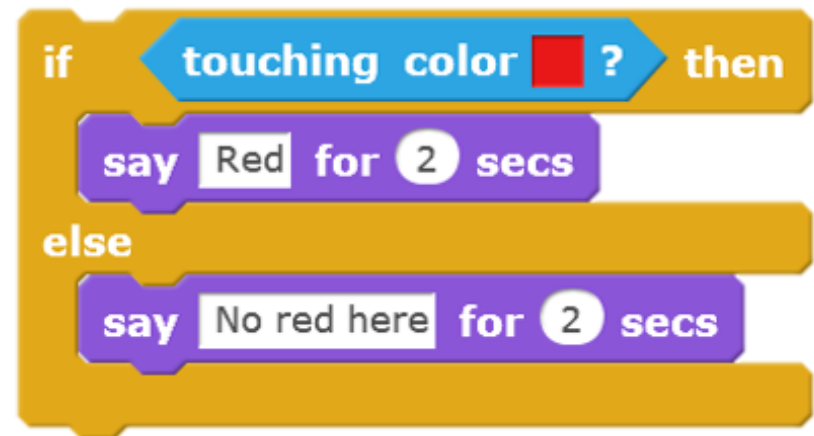 if touching color ? then
say Red for 2 secs
else
say No red here for 2 secs